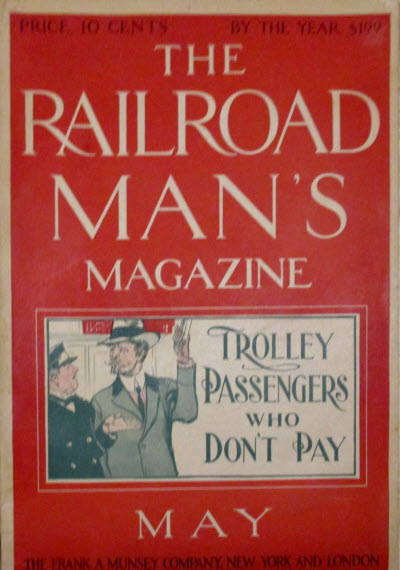 PRICE 10 CENTS BY THE YEAR $1.00
THE
RAILROAD
MAN'S
MAGAZINE
TROLLEY
PASSENGERS
WHO
DON'T PAY
MAY
THE FRANK A MUNSEY COMPANY, NEW YORK AND LONDON